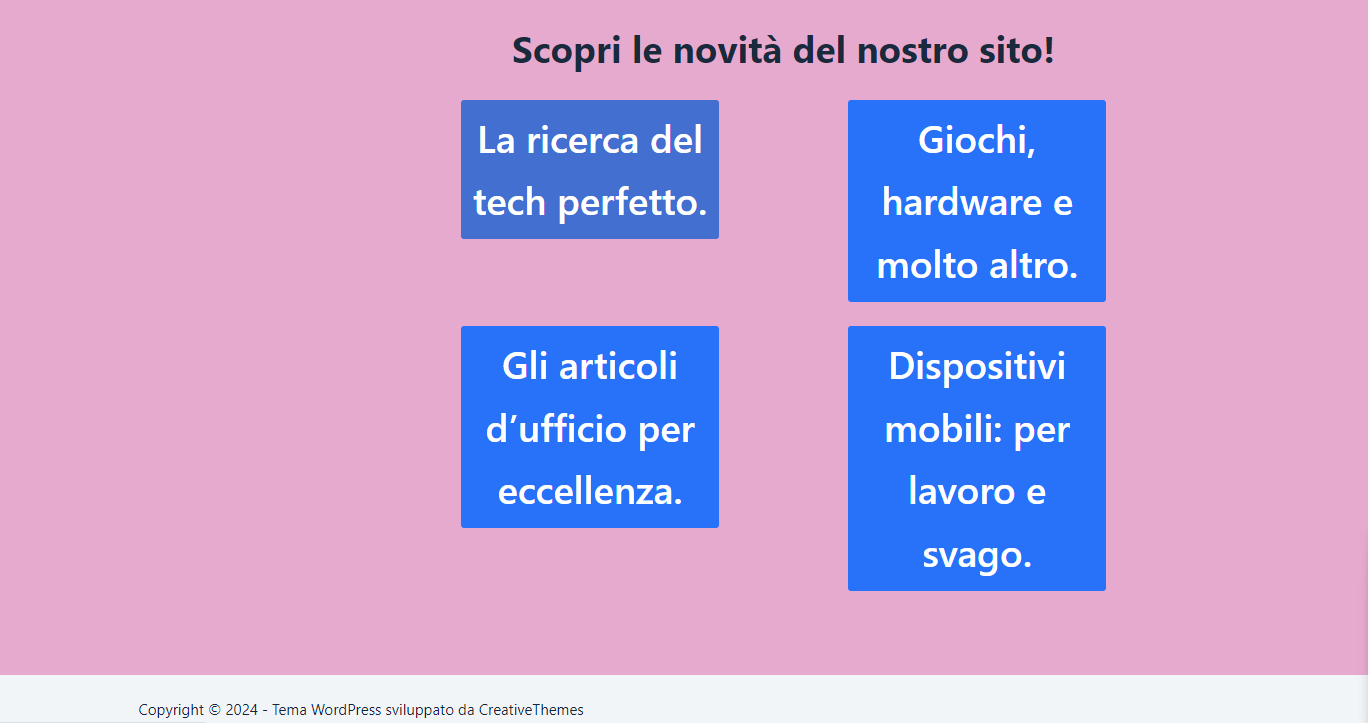 Scopri le novità del nostro sito!
La ricerca del
tech perfetto.
Giochi,
hardware e
molto altro.
Gli articoli
d’ufficio per
eccellenza.
Dispositivi
mobili: per
lavoro e
svago.
Copyright © 2024 - Tema WordPress sviluppato da CreativeThemes